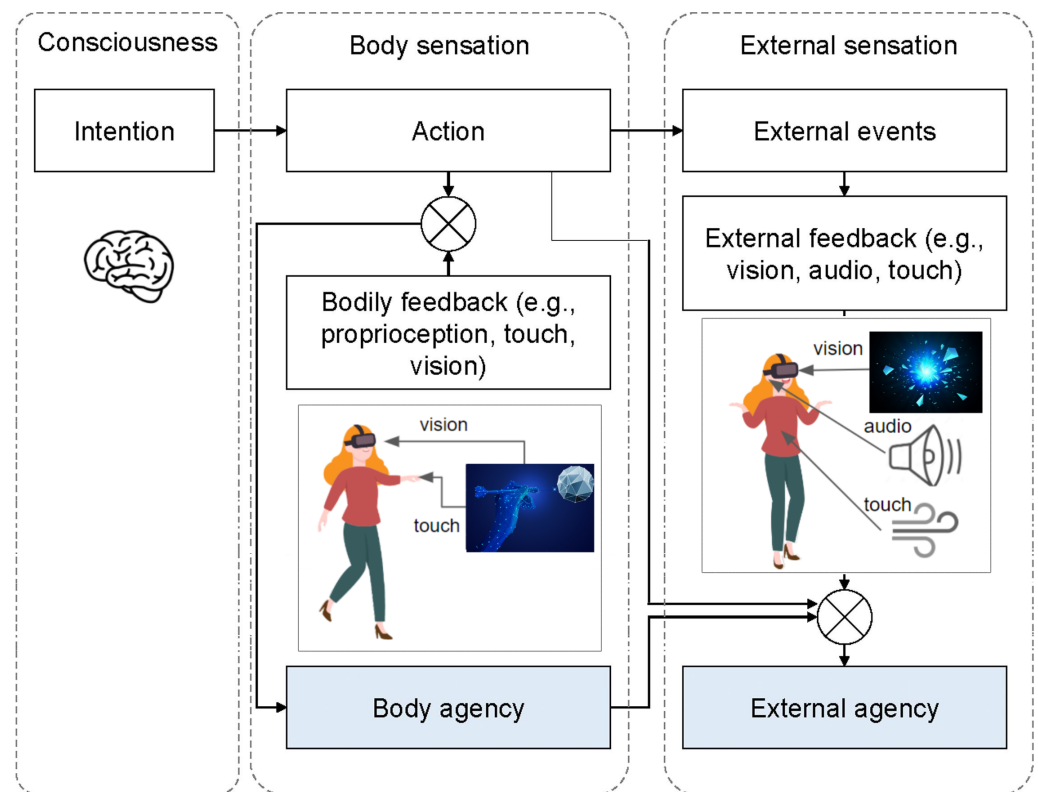 Consciousness
Body sensation
External sensation
Intention
Action
External events
External feedback (e.g.,
vision, audio, touch)
Bodily feedback (e.g.,
proprioception, touch,
vision)
vision
touch
vision
audio
touch
Body agency
External agency